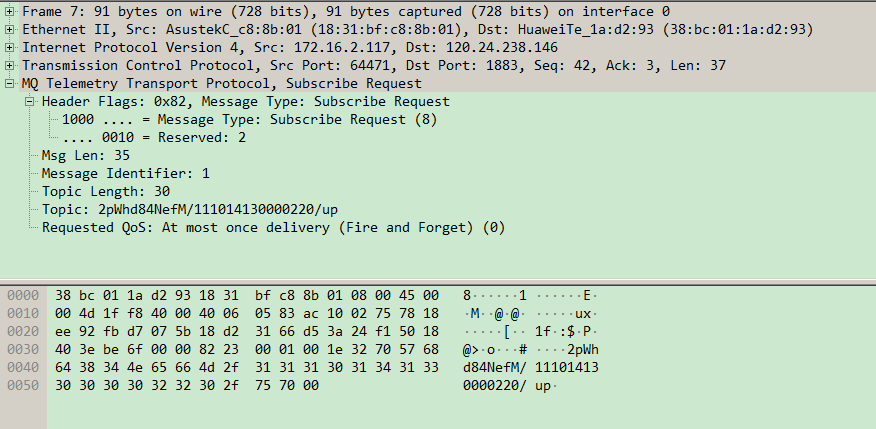 Frame 7: 91 bytes on wire (728 bits), 91 bytes captured (728 bits) on interface 0
Ethernet II, Src: AsustekC_c8:8b:01 (18:31:bf:c8:8b:01), Dst: HuaweiTe_1a:d2:93 (38:bc:01:1a:d2:93)
Internet Protocol Version 4, Src: 172.16.2.117, Dst: 120.24.238.146
Transmission Control Protocol, Src Port: 64471, Dst Port: 1883, Seq: 42, Ack: 3, Len: 37
MQ Telemetry Transport Protocol, Subscribe Request
Header Flags: 0x82, Message Type: Subscribe Request
1000 .... = Message Type: Subscribe Request (8)
.... 0010 = Reserved: 2
Msg Len: 35
Message Identifier: 1
Topic Length: 30
Topic: 2pWhd84NefM/111014130000220/up
Requested QoS: At most once delivery (Fire and Forget) (0)
0000 38 bc 01 1a d2 93 18 31 bf c8 8b 01 08 00 45 00 8······1 ······E·
0010 00 4d 1f f8 40 00 40 06 05 83 ac 10 02 75 78 18 ·M··@·@· ·····ux·
0020 ee 92 fb d7 07 5b 18 d2 31 66 d5 3a 24 f1 50 18 ·····[·· 1f·:$·P·
0030 40 3e be 6f 00 00 82 23 00 01 00 1e 32 70 57 68 @>·o···# ····2pWh
0040 64 38 34 4e 65 66 4d 2f 31 31 31 30 31 34 31 33 d84NefM/ 11101413
0050 30 30 30 30 32 32 30 2f 75 70 00 0000220/ up·